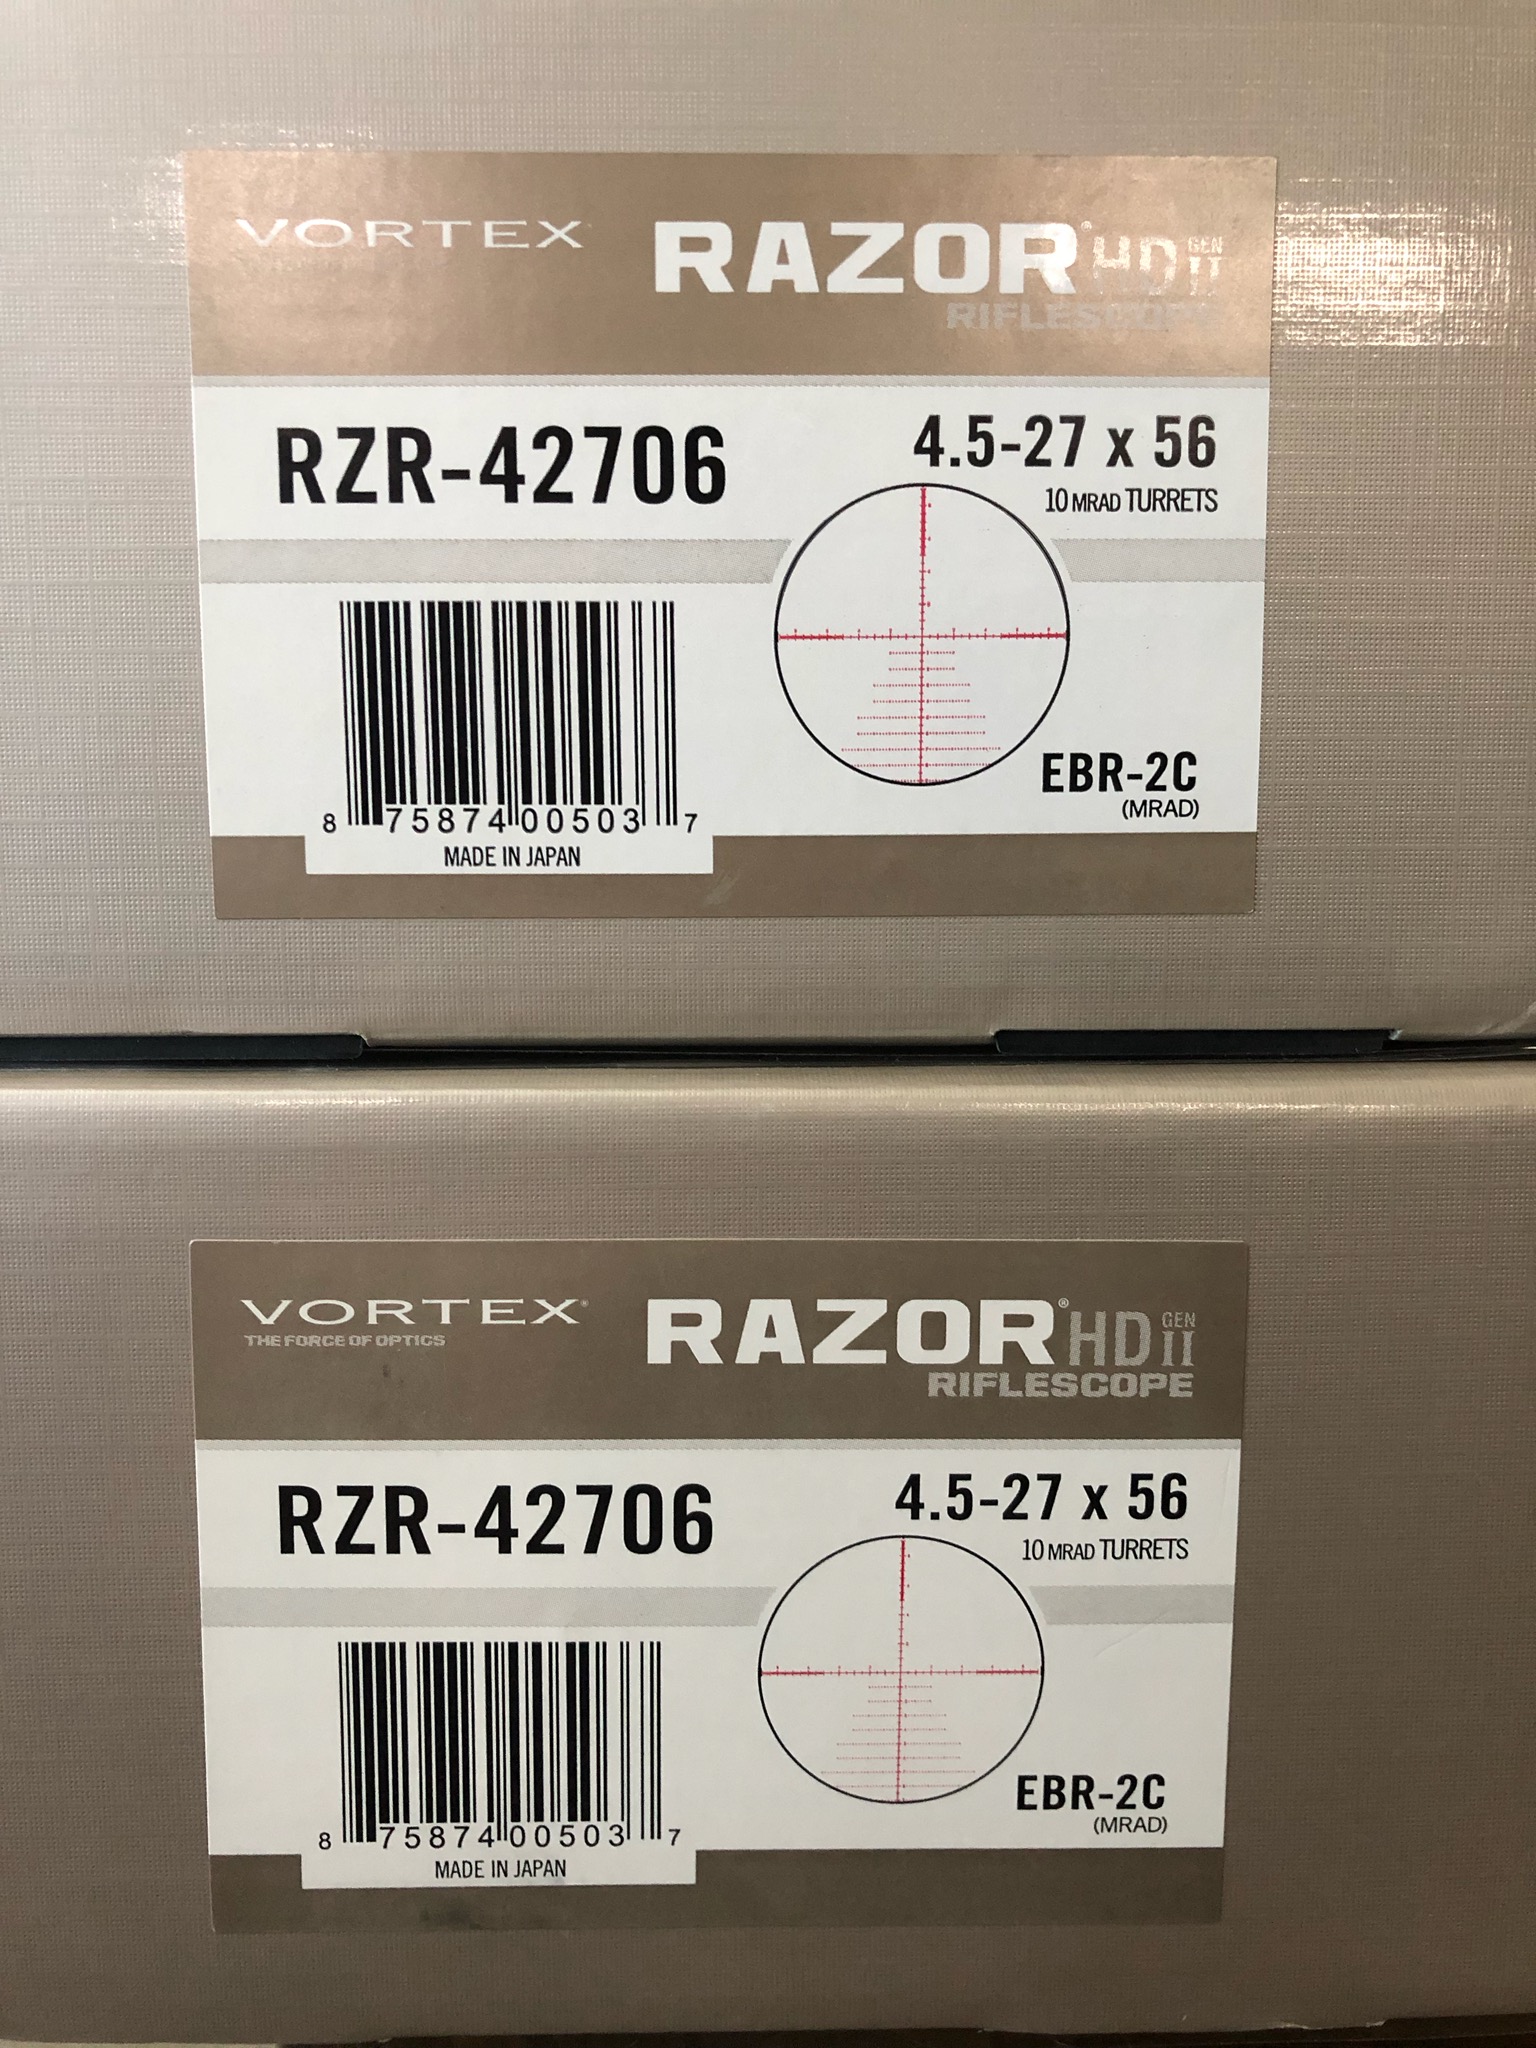 VORTEX RAZOR® HD GEN II
RIFLESCOPE
RZR-42706
4.5-27 x 56
10 MRAD TURRETS
EBR-2C
(MRAD)
8 75874 00503 7
MADE IN JAPAN
VORTEX® RAZOR® HD GEN II
THE FORCE OF OPTICS
RIFLESCOPE
RZR-42706
4.5-27 x 56
10 MRAD TURRETS
EBR-2C
(MRAD)
8 75874 00503 7
MADE IN JAPAN